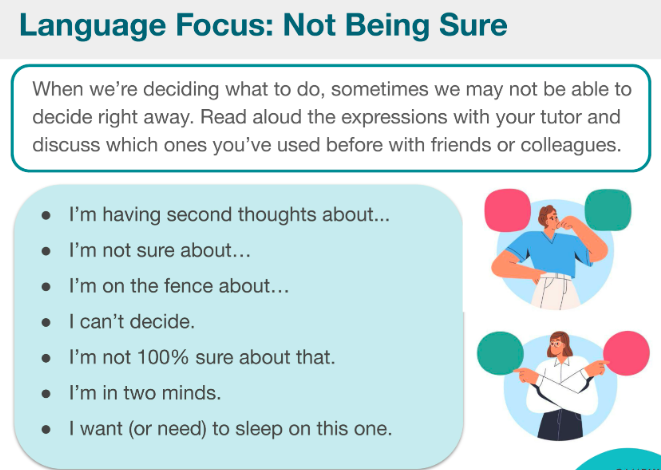 Language Focus: Not Being Sure
When we’re deciding what to do, sometimes we may not be able to
decide right away. Read aloud the expressions with your tutor and
discuss which ones you’ve used before with friends or colleagues.
● I’m having second thoughts about...
● I’m not sure about…
● I’m on the fence about…
● I can’t decide.
● I’m not 100% sure about that.
● I’m in two minds.
● I want (or need) to sleep on this one.